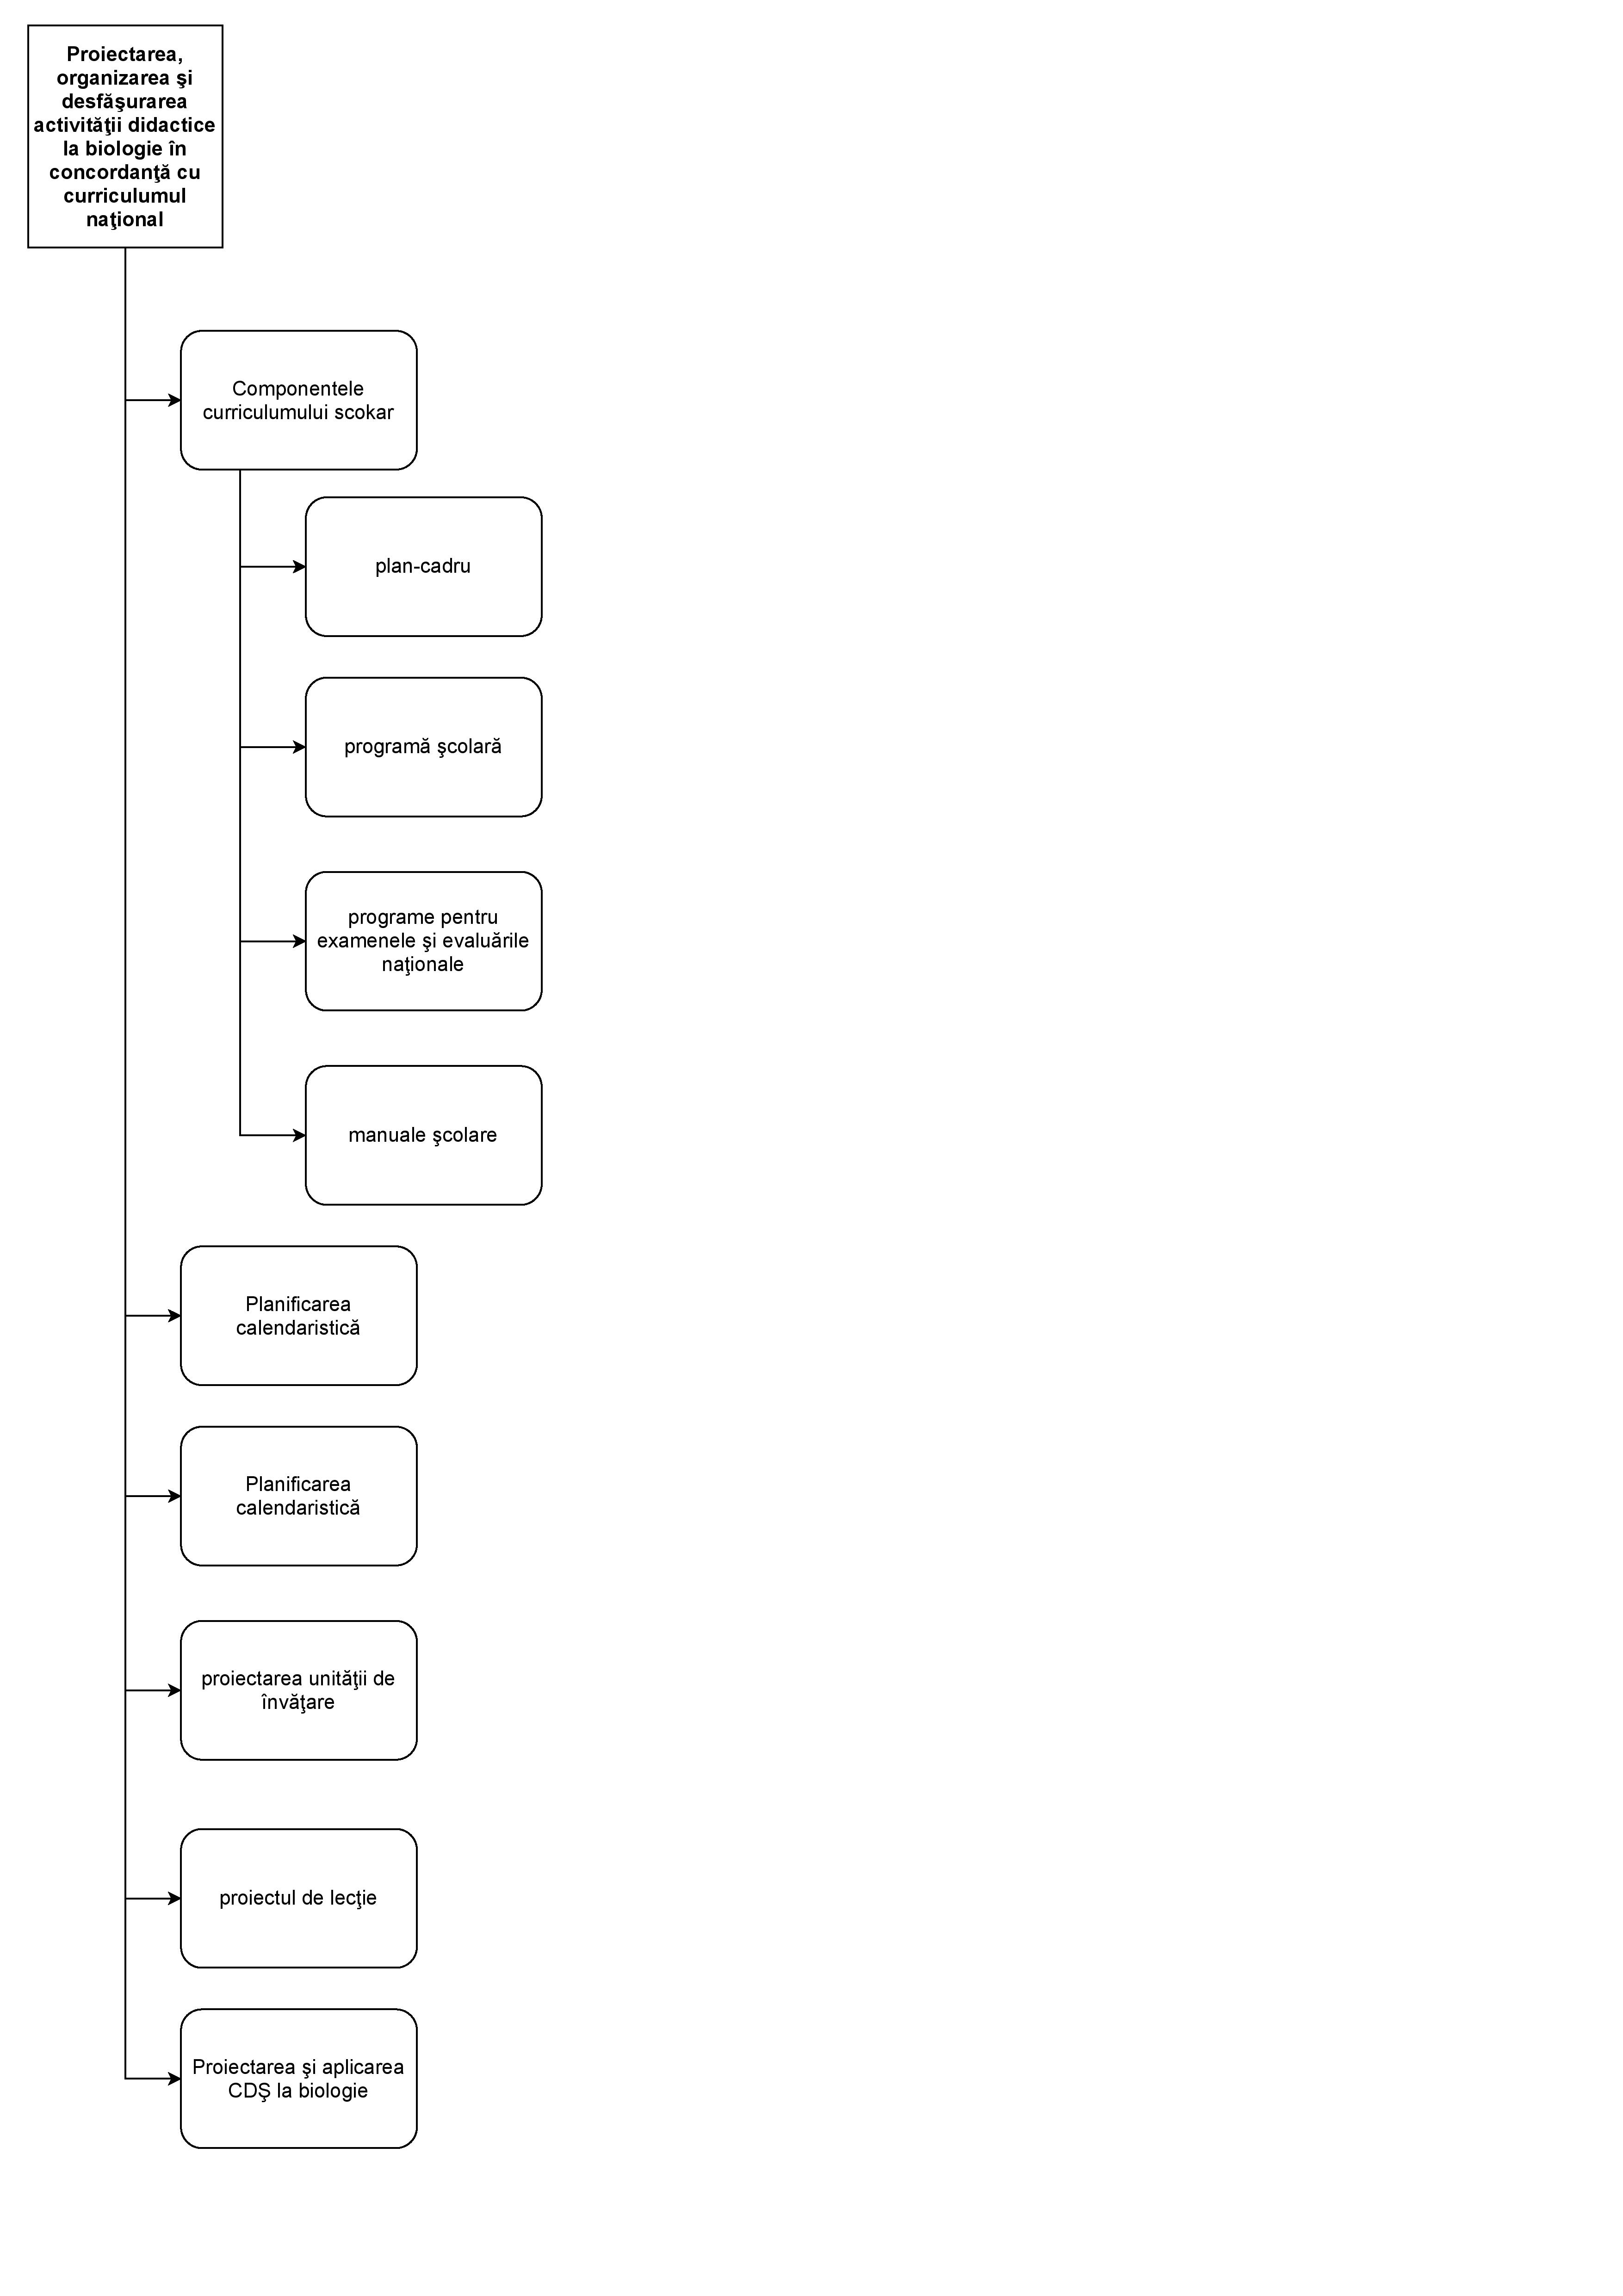 Proiectarea,
organizarea şi
desfăşurarea
activităţii didactice
la biologie în
concordanţă cu
curriculumul
naţional
Componentele
curriculumului scokar
plan-cadru
programă şcolară
programe pentru
examenele şi evaluările
naţionale
manuale şcolare
Planificarea
calendaristică
Planificarea
calendaristică
proiectarea unităţii de
învăţare
proiectul de lecţie
Proiectarea şi aplicarea
CDŞ la biologie